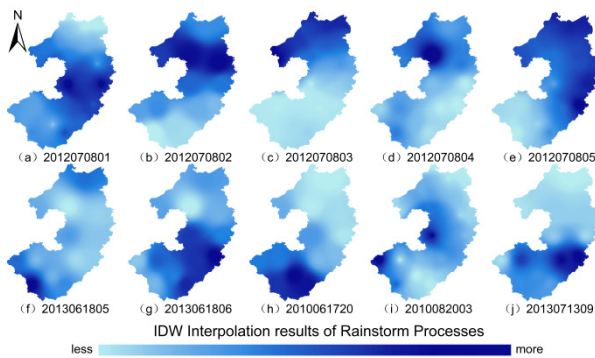 N
（a）2012070801 （b）2012070802 （c）2012070803 （d）2012070804 （e）2012070805
（f）2013061805 （g）2013061806 （h）2010061720 （i）2010082003 （j）2013071309
IDW Interpolation results of Rainstorm Processes
less more